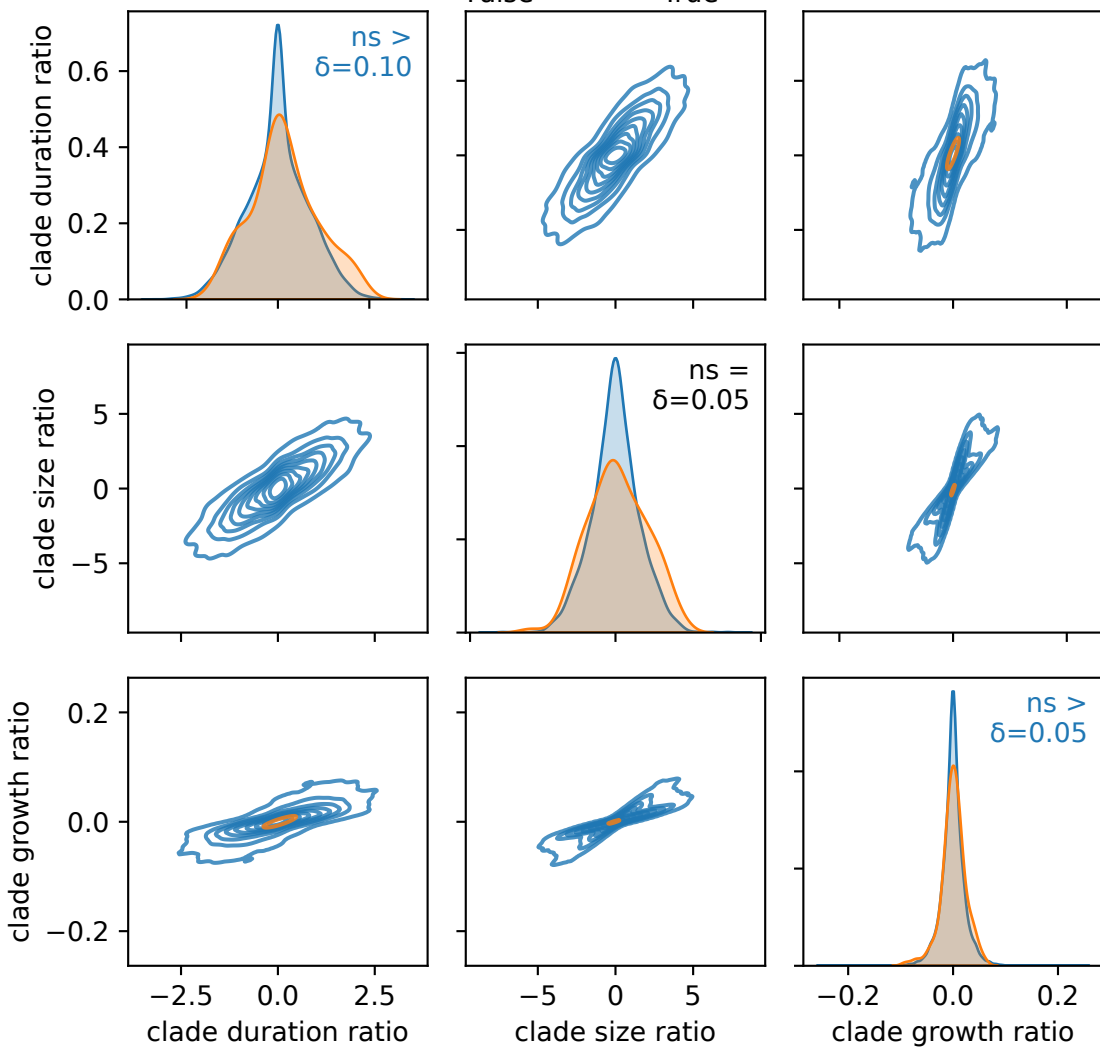 clade duration ratio
0.6
0.4
0.2
0.0
ns >
δ=0.10
clade size ratio
5
0
−5
ns =
δ=0.05
clade growth ratio
0.2
0.0
−0.2
ns >
δ=0.05
−2.5 0.0 2.5
−5 0 5
−0.2 0.0 0.2
clade duration ratio
clade size ratio
clade growth ratio